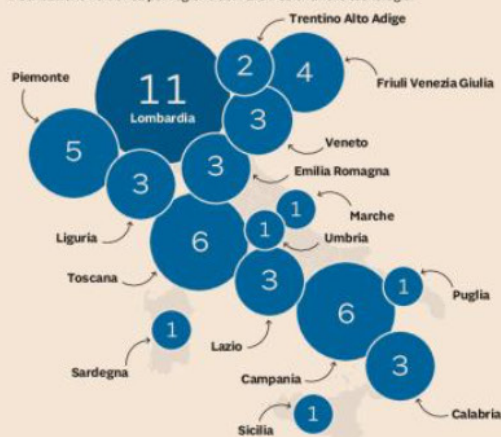 Trentino Alto Adige
2
4
Piemonte
11
Lombardia
Friuli Venezia Giulia
3
Veneto
5
3
Emilia Romagna
3
1
Marche
Liguria
6
1
Umbria
Toscana
3
1
Puglia
6
1
Lazio
Sardegna
3
Campania
1
Calabria
Sicilia